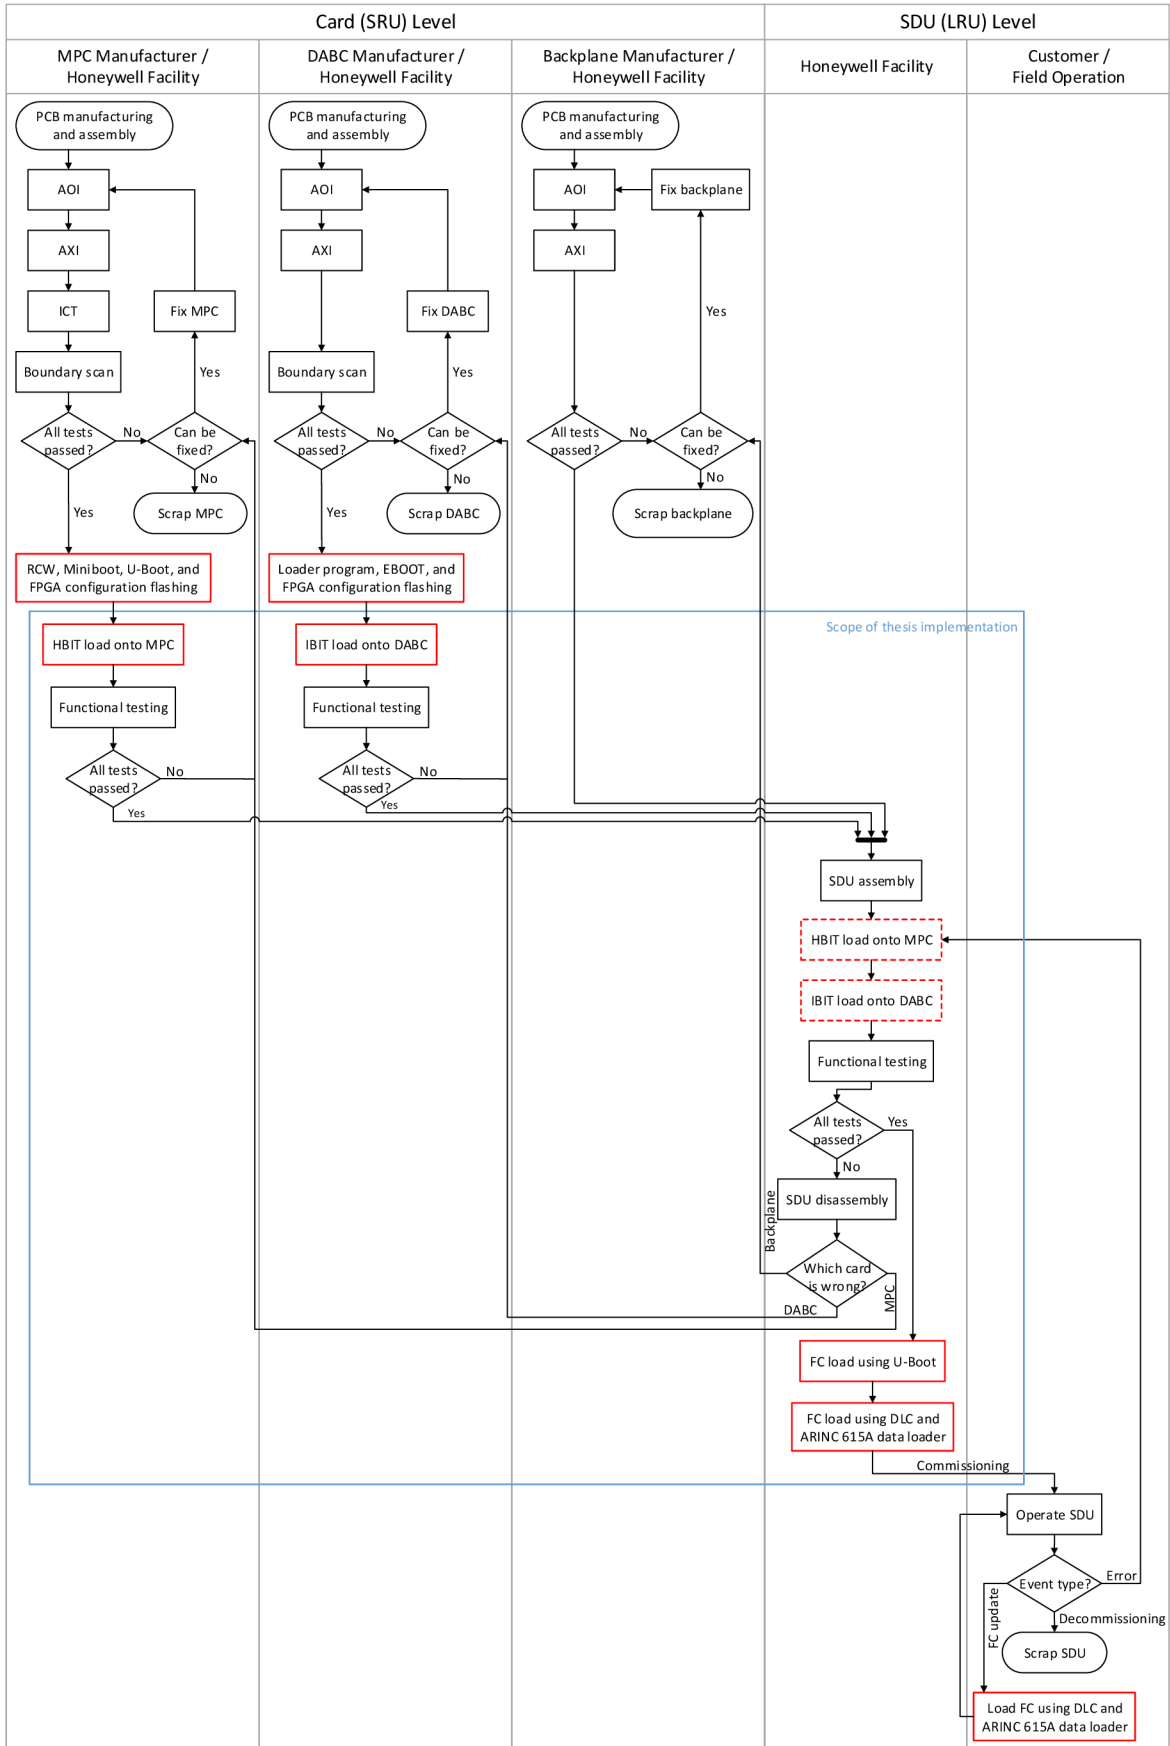 Card (SRU) Level
SDU (LRU) Level
MPC Manufacturer /
Honeywell Facility
DABC Manufacturer /
Honeywell Facility
Backplane Manufacturer /
Honeywell Facility
Honeywell Facility
Customer /
Field Operation
PCB manufacturing
and assembly
AOI
AXI
ICT
Fix MPC
Boundary scan
Yes
All tests
passed?
No
Can be
fixed?
No
Scrap MPC
Yes
RCW, Miniboot, U-Boot, and
FPGA configuration flashing
HBIT load onto MPC
Functional testing
All tests
passed?
No
Yes
PCB manufacturing
and assembly
AOI
AXI
Fix DABC
Boundary scan
Yes
All tests
passed?
No
Can be
fixed?
No
Scrap DABC
Yes
Loader program, EBOOT, and
FPGA configuration flashing
IBIT load onto DABC
Functional testing
All tests
passed?
No
Yes
PCB manufacturing
and assembly
AOI
Fix backplane
AXI
Yes
All tests
passed?
No
Can be
fixed?
No
Scrap backplane
Scope of thesis implementation
SDU assembly
HBIT load onto MPC
IBIT load onto DABC
Functional testing
All tests
passed?
Yes
No
SDU disassembly
Backplane
Which card
is wrong?
MPC
DABC
FC load using U-Boot
FC load using DLC and
ARINC 615A data loader
Commissioning
Operate SDU
Event type?
Error
FC update
Decommissioning
Scrap SDU
Load FC using DLC and
ARINC 615A data loader